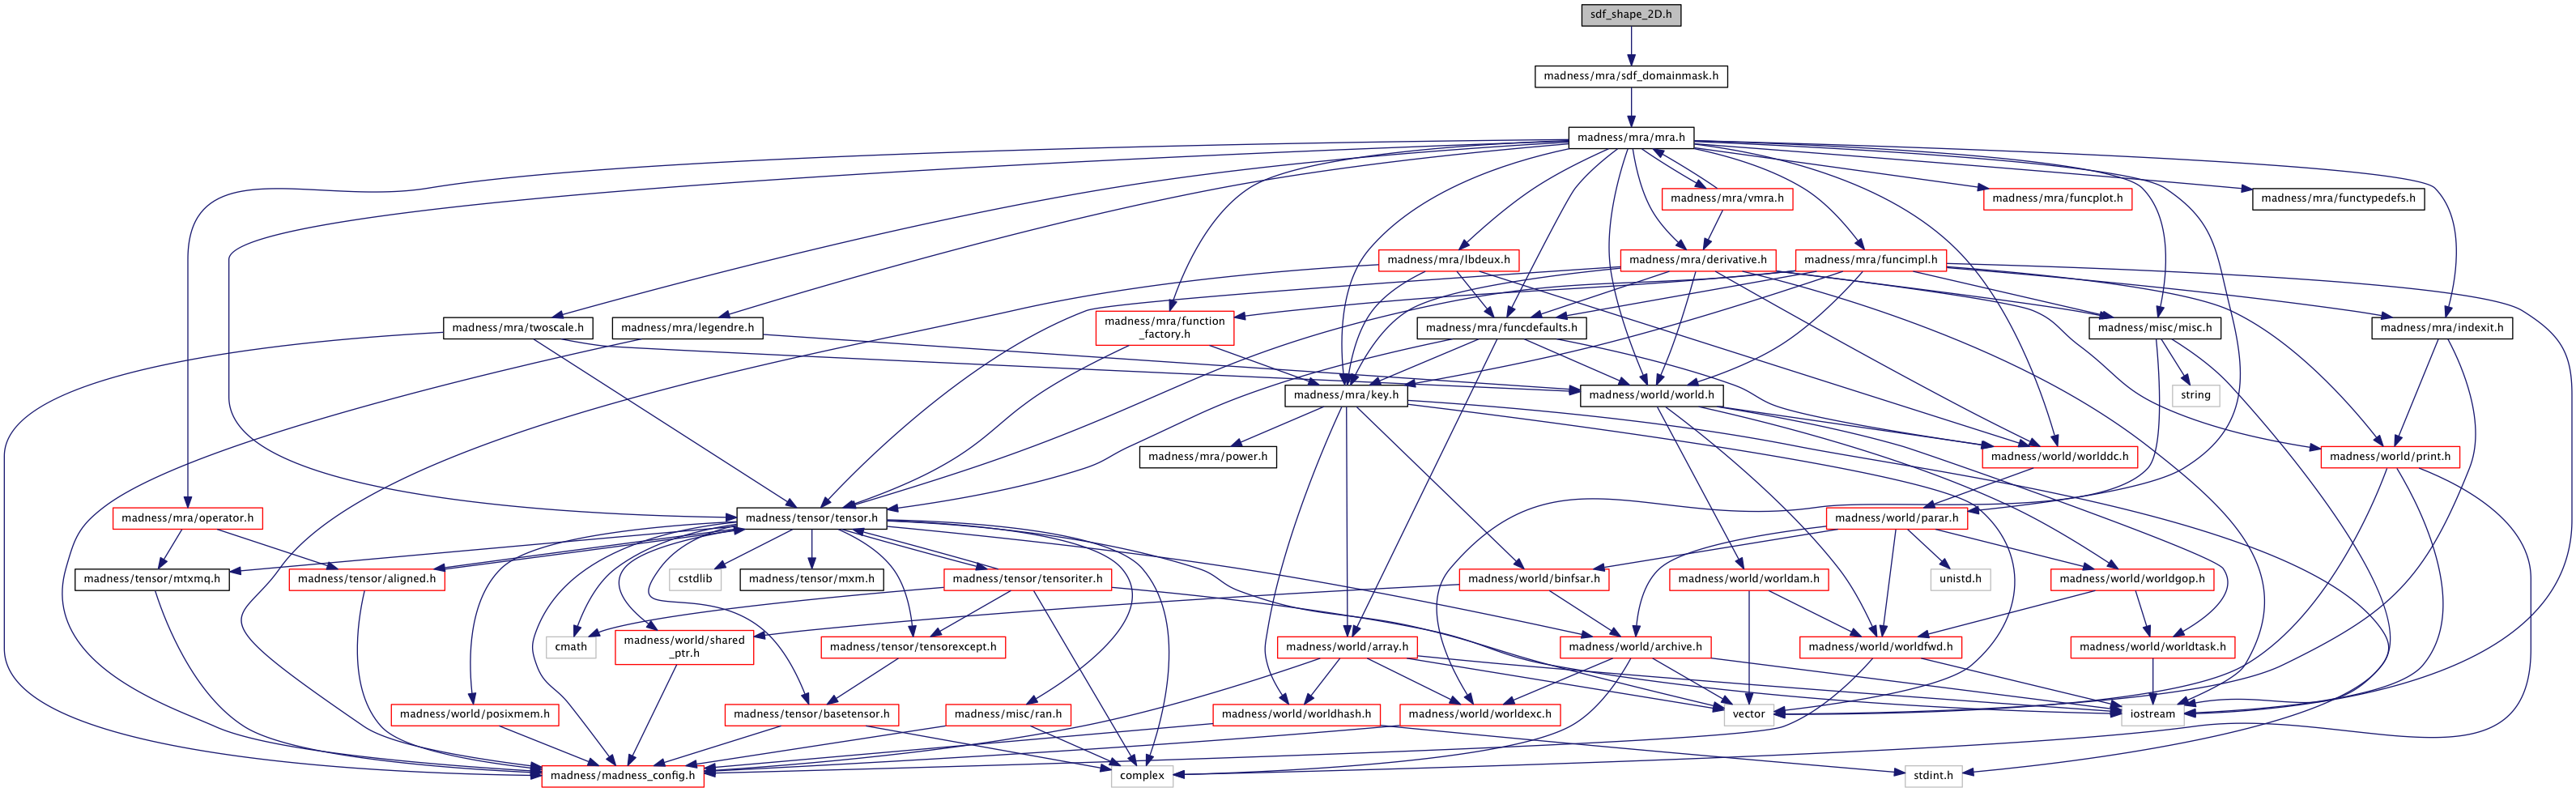 sdf_shape_2D.h
madness/mra/sdf_domainmask.h
madness/mra/mra.h
madness/mra/vmra.h
madness/mra/funcplot.h
madness/mra/functypedefs.h
madness/mra/lbdeux.h
madness/mra/derivative.h
madness/mra/funcimpl.h
madness/mra/twoscale.h
madness/mra/legendre.h
madness/mra/function
_factory.h
madness/mra/funcdefaults.h
madness/misc/misc.h
madness/mra/indexit.h
madness/mra/key.h
madness/world/world.h
string
madness/mra/power.h
madness/world/worlddc.h
madness/world/print.h
madness/mra/operator.h
madness/tensor/tensor.h
madness/world/parar.h
madness/tensor/mtxmq.h
madness/tensor/aligned.h
cstdlib
madness/tensor/mxm.h
madness/tensor/tensoriter.h
madness/world/binfsar.h
madness/world/worldam.h
unistd.h
madness/world/worldgop.h
cmath
madness/world/shared
_ptr.h
madness/tensor/tensorexcept.h
madness/world/array.h
madness/world/archive.h
madness/world/worldfwd.h
madness/world/worldtask.h
madness/world/posixmem.h
madness/tensor/basetensor.h
madness/misc/ran.h
madness/world/worldhash.h
madness/world/worldexc.h
vector
iostream
madness/madness_config.h
complex
stdint.h